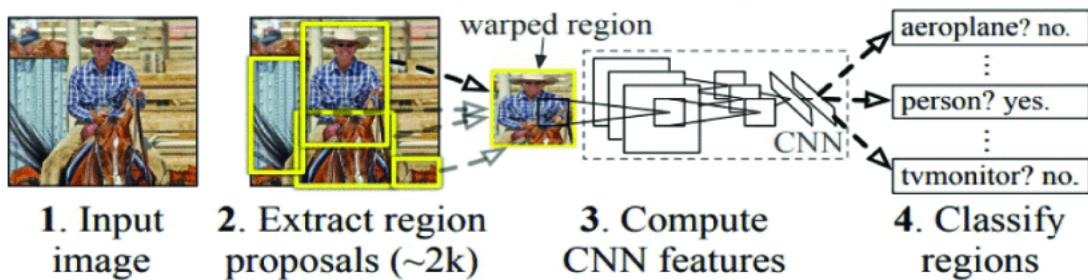 warped region
aeroplane? no.
⋮
person? yes.
⋮
tvmonitor? no.
CNN
1. Input
image
2. Extract region
proposals (~2k)
3. Compute
CNN features
4. Classify
regions